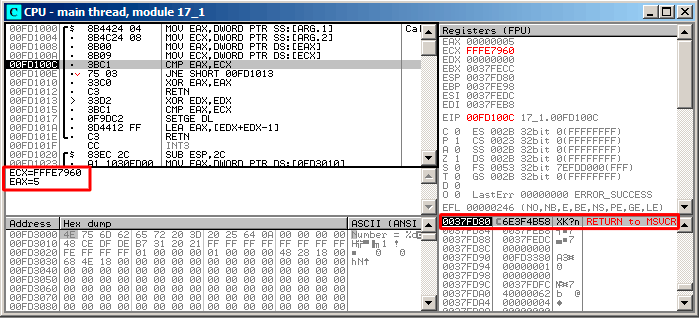 C CPU - main thread, module 17_1
00FD1000 8B4424 04 MOV EAX,DWORD PTR SS:[ARG.1] Cal
00FD1004 8B4C24 08 MOV ECX,DWORD PTR SS:[ARG.2]
00FD1008 8B00 MOV EAX,DWORD PTR DS:[EAX]
00FD100A 8B09 MOV ECX,DWORD PTR DS:[ECX]
00FD100C 3BC1 CMP EAX,ECX
00FD100E 75 03 JNE SHORT 00FD1013
00FD1010 33C0 XOR EAX,EAX
00FD1012 C3 RETN
00FD1013 33D2 XOR EDX,EDX
00FD1015 3BC1 CMP EAX,ECX
00FD1017 0F9DC2 SETGE DL
00FD101A 8D4412 FF LEA EAX,[EDX+EDX-1]
00FD101E C3 RETN
00FD101F CC INT3
00FD1020 83EC 2C SUB ESP,2C
A1 1030FD00 MOV EAX,DWORD PTR DS:[0FD3010]
ECX=FFFE7960
EAX=5
Registers (FPU)
EAX 00000005
ECX FFFE7960
EDX 00000000
EBX 0037FECC
ESP 0037FD80
EBP 0037FE98
ESI 0037FEDC
EDI 0037FEB8
EIP 00FD100C 17_1.00FD100C
C 0 ES 002B 32bit 0(FFFFFFFF)
P 1 CS 0023 32bit 0(FFFFFFFF)
A 0 SS 002B 32bit 0(FFFFFFFF)
Z 1 DS 002B 32bit 0(FFFFFFFF)
S 0 FS 0053 32bit 7EFDD000(FFF)
T 0 GS 002B 32bit 0(FFFFFFFF)
D 0
O 0 LastErr 00000000 ERROR_SUCCESS
EFL 00000246 (NO,NB,E,BE,NS,PE,GE,LE)
Address Hex dump ASCII (ANSI
00FD3000 4E 75 6D 62 65 72 20 3D 20 25 64 0A 00 00 00 00 Number = %d
00FD3010 48 CE DF DE B7 31 20 21 FF FF FF FF FF FF FF FF
00FD3020 FE FF FF FF 01 00 00 00 01 00 00 00 48 28 18 00
00FD3030 68 4E 18 00 00 00 00 00 00 00 00 00 00 00 00 00
00FD3040 00 00 00 00 00 00 00 00 00 00 00 00 00 00 00 00
00FD3050 00 00 00 00 00 00 00 00 00 00 00 00 00 00 00 00
00FD3060 00 00 00 00 00 00 00 00 00 00 00 00 00 00 00 00
00FD3070 00 00 00 00 00 00 00 00 00 00 00 00 00 00 00 00
00FD3080 00 00 00 00 00 00 00 00 00 00 00 00 00 00 00 00
0037FD80 C6E3F4B58 XK?n RETURN to MSVCR
0037FD84 0037FEB8
0037FD88 0037FEDC
0037FD8C 00000000
0037FD90 00FD3380
0037FD94 00000001
0037FD98 00000000
0037FD9C 0037FDFC
0037FDA0 40000062 b @
0037FDA4 00000004
0037FDA8 00000000